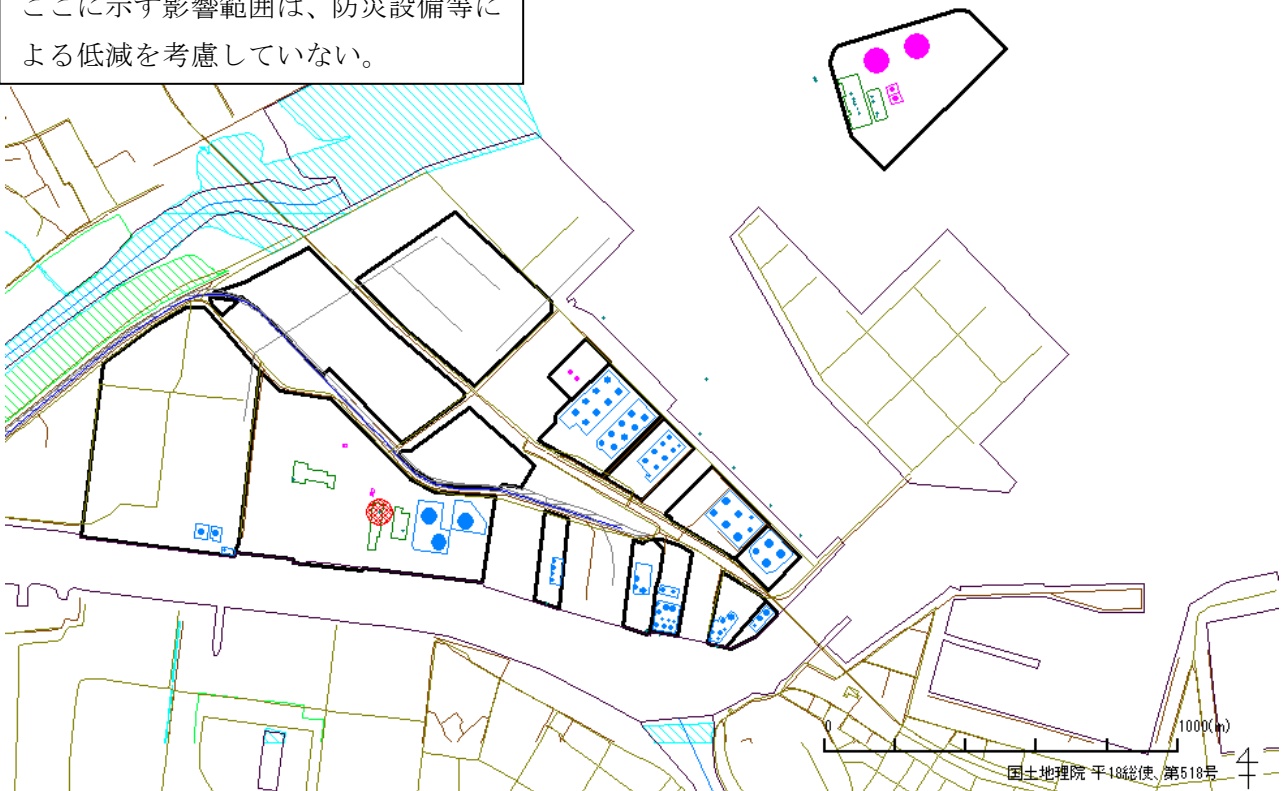 ここに示す影響範囲は、防災設備等に
よる低減を考慮していない。
0
1000(m)
国土地理院 平18総使、第518号